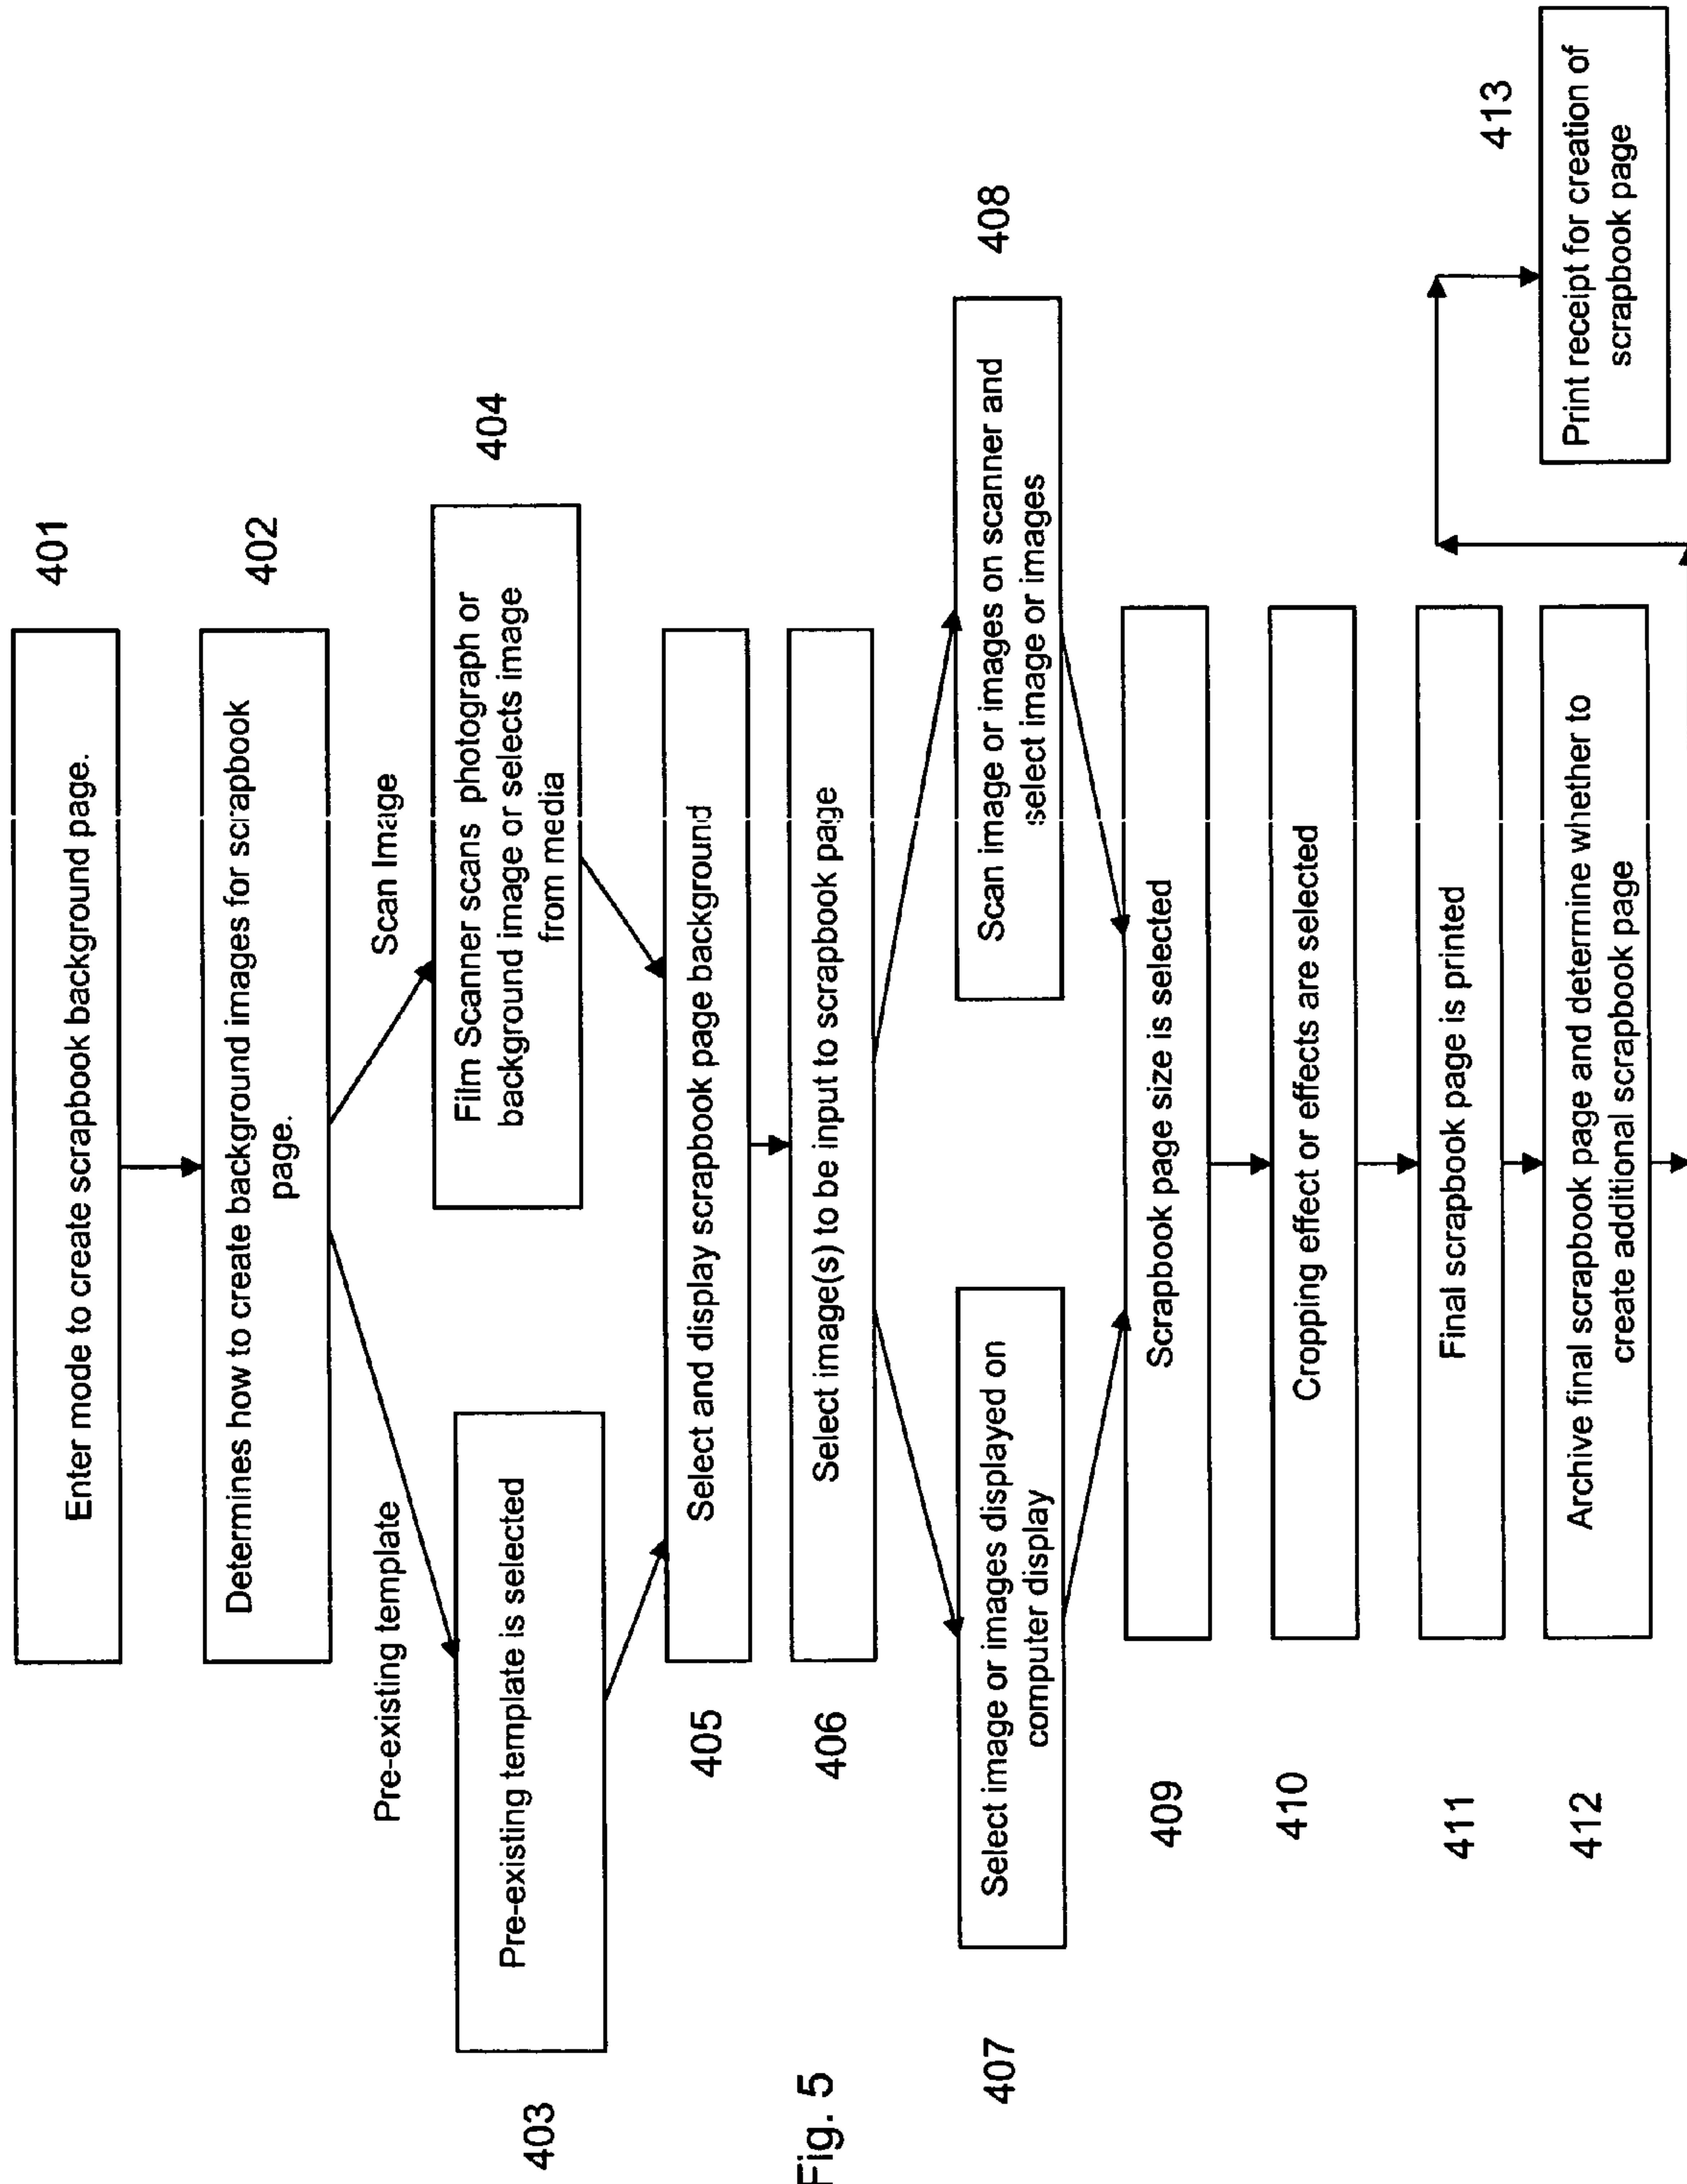 401
Enter mode to create scrapbook background page.
402
Determines how to create background images for scrapbook
page.
Pre-existing template
Scan Image
403
Pre-existing template is selected
404
Film Scanner scans photograph or
background image or selects image
from media
405
Select and display scrapbook page background
406
Select image(s) to be input to scrapbook page
Fig. 5
407
Select image or images displayed on
computer display
408
Scan image or images on scanner and
select image or images
409
Scrapbook page size is selected
410
Cropping effect or effects are selected
411
Final scrapbook page is printed
412
Archive final scrapbook page and determine whether to
create additional scrapbook page
413
Print receipt for creation of
scrapbook page